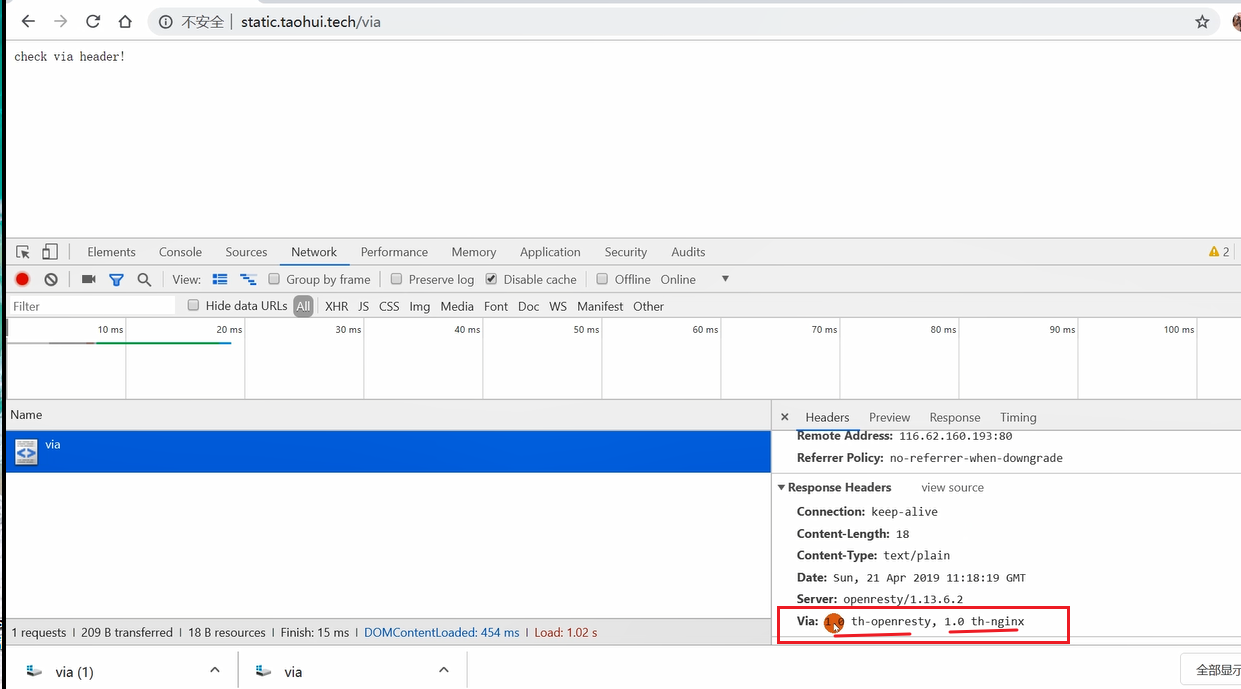 不安全 | static.taohui.tech/via
check via header!
Elements Console Sources Network Performance Memory Application Security Audits 2
View: Group by frame Preserve log Disable cache Offline Online ▼
Filter Hide data URLs All XHR JS CSS Img Media Font Doc WS Manifest Other
10 ms 20 ms 30 ms 40 ms 50 ms 60 ms 70 ms 80 ms 90 ms 100 ms
Name
via
× Headers Preview Response Timing
Remote Address: 116.62.160.193:80
Referrer Policy: no-referrer-when-downgrade
▼Response Headers view source
Connection: keep-alive
Content-Length: 18
Content-Type: text/plain
Date: Sun, 21 Apr 2019 11:18:19 GMT
Server: openresty/1.13.6.2
Via: 1.0 th-openresty, 1.0 th-nginx
1 requests | 209 B transferred | 18 B resources | Finish: 15 ms | DOMContentLoaded: 454 ms | Load: 1.02 s
via (1) via 全部显示